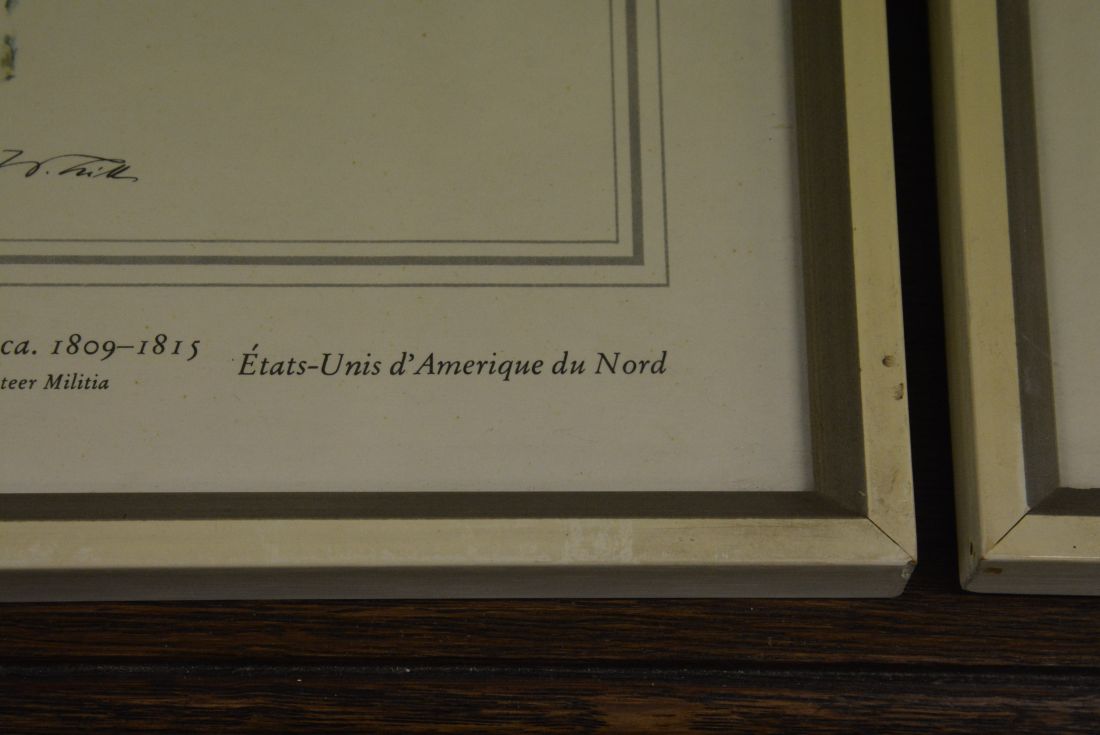 ca. 1809–1815
teer Militia
États-Unis d'Amerique du Nord